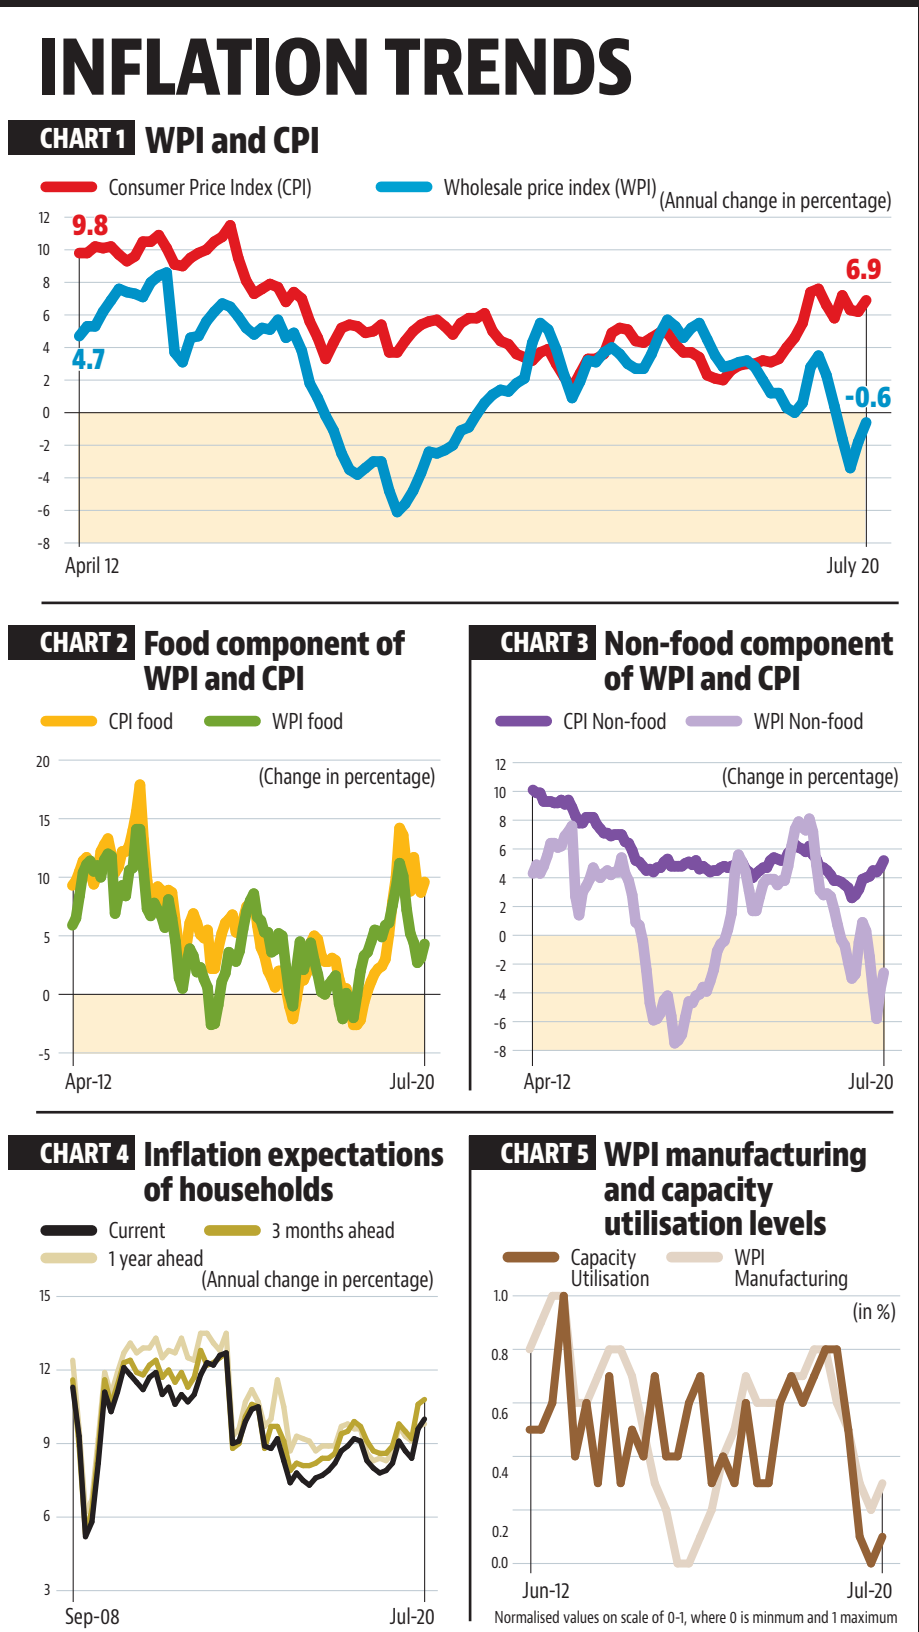 INFLATION TRENDS
CHART 1 WPI and CPI
Consumer Price Index (CPI) Wholesale price index (WPI)
(Annual change in percentage)
12
10
8
6
4
2
0
-2
-4
-6
-8
9.8
4.7
6.9
-0.6
April 12 July 20
CHART 2 Food component of
WPI and CPI
CPI food WPI food
(Change in percentage)
20
15
10
5
0
-5
Apr-12 Jul-20
CHART 3 Non-food component
of WPI and CPI
CPI Non-food WPI Non-food
(Change in percentage)
12
10
8
6
4
2
0
-2
-4
-6
-8
Apr-12 Jul-20
CHART 4 Inflation expectations
of households
Current 3 months ahead
1 year ahead
(Annual change in percentage)
15
12
9
6
3
Sep-08 Jul-20
CHART 5 WPI manufacturing
and capacity
utilisation levels
Capacity
Utilisation
WPI
Manufacturing
(in %)
1.0
0.8
0.6
0.4
0.2
0.0
Jun-12 Jul-20
Normalised values on scale of 0-1, where 0 is minmum and 1 maximum